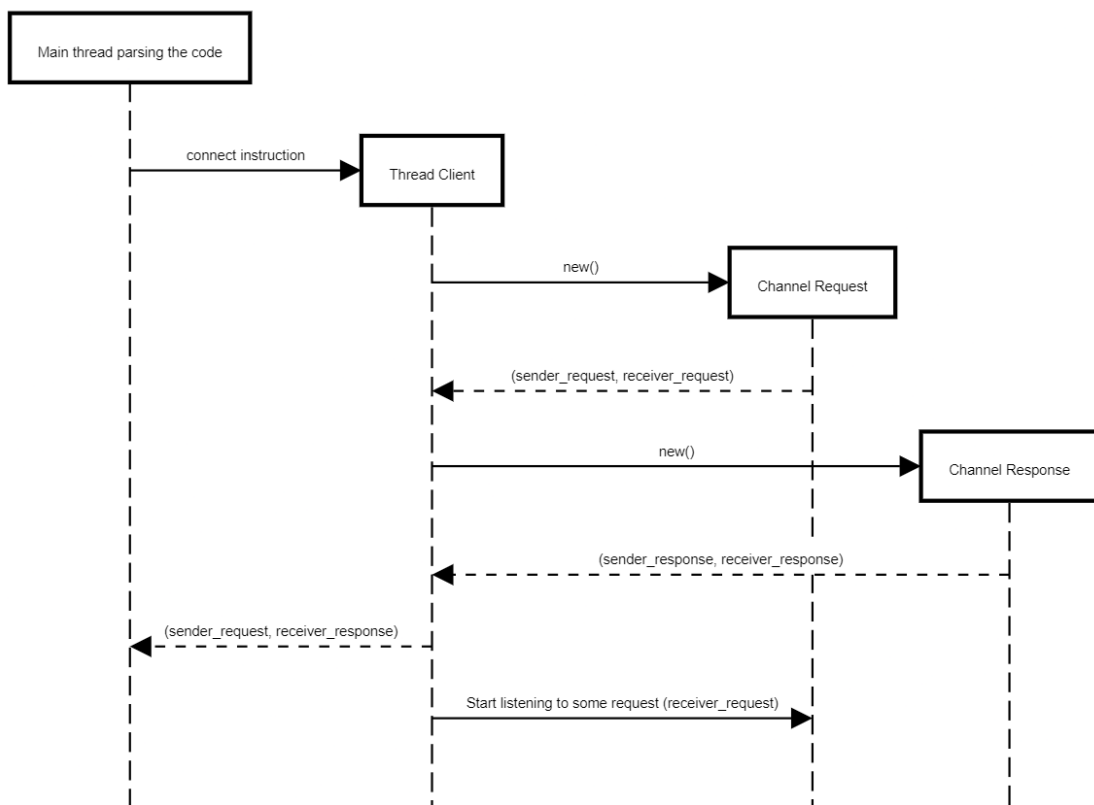 Main thread parsing the code
connect instruction
Thread Client
new()
Channel Request
(sender_request, receiver_request)
new()
Channel Response
(sender_response, receiver_response)
(sender_request, receiver_response)
Start listening to some request (receiver_request)